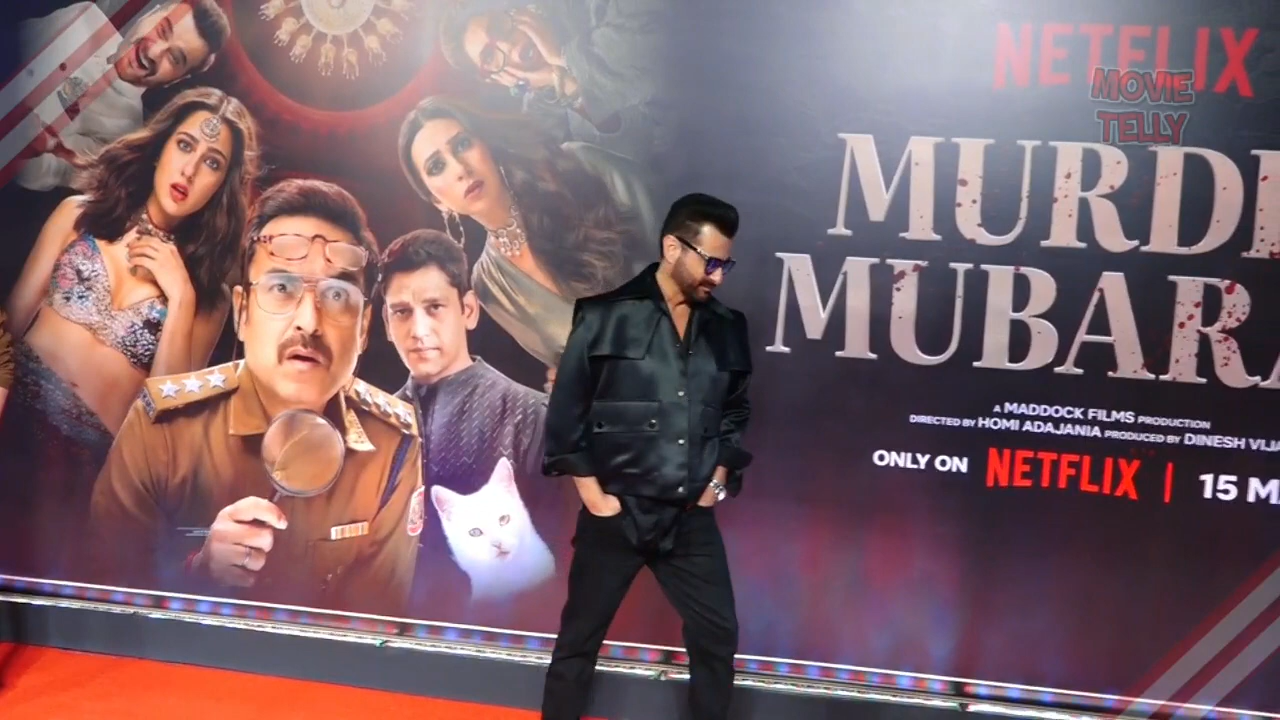 NETFLIX
MOVIE
TELLY
MURDE
MUBARA
A MADDOCK FILMS PRODUCTION
DIRECTED BY HOMI ADAJANIA PRODUCED BY DINESH VIJA
ONLY ON NETFLIX | 15 M